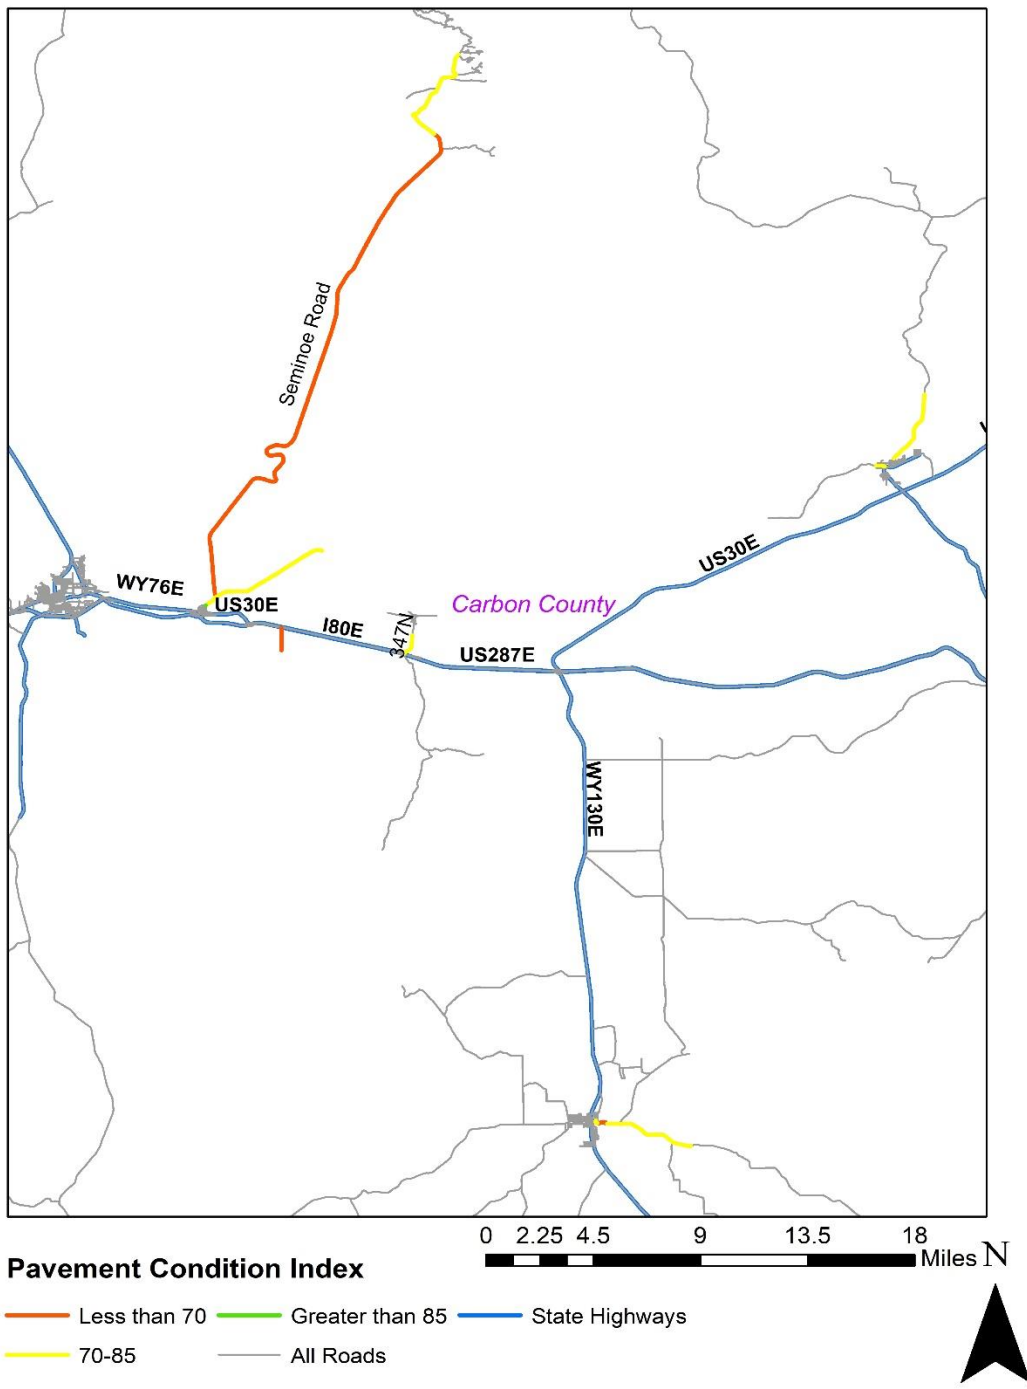 Seminoe Road
WY76E
US30E
I80E
347N
Carbon County
US30E
US287E
WY130E
0 2.25 4.5 9 13.5 18
Miles N
Pavement Condition Index
Less than 70 Greater than 85 State Highways
70-85 All Roads